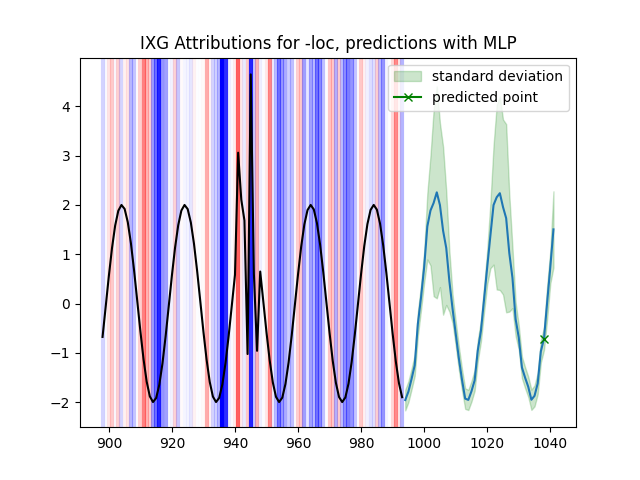 IXG Attributions for -loc, predictions with MLP
standard deviation
predicted point
4
3
2
1
0
−1
−2
900 920 940 960 980 1000 1020 1040